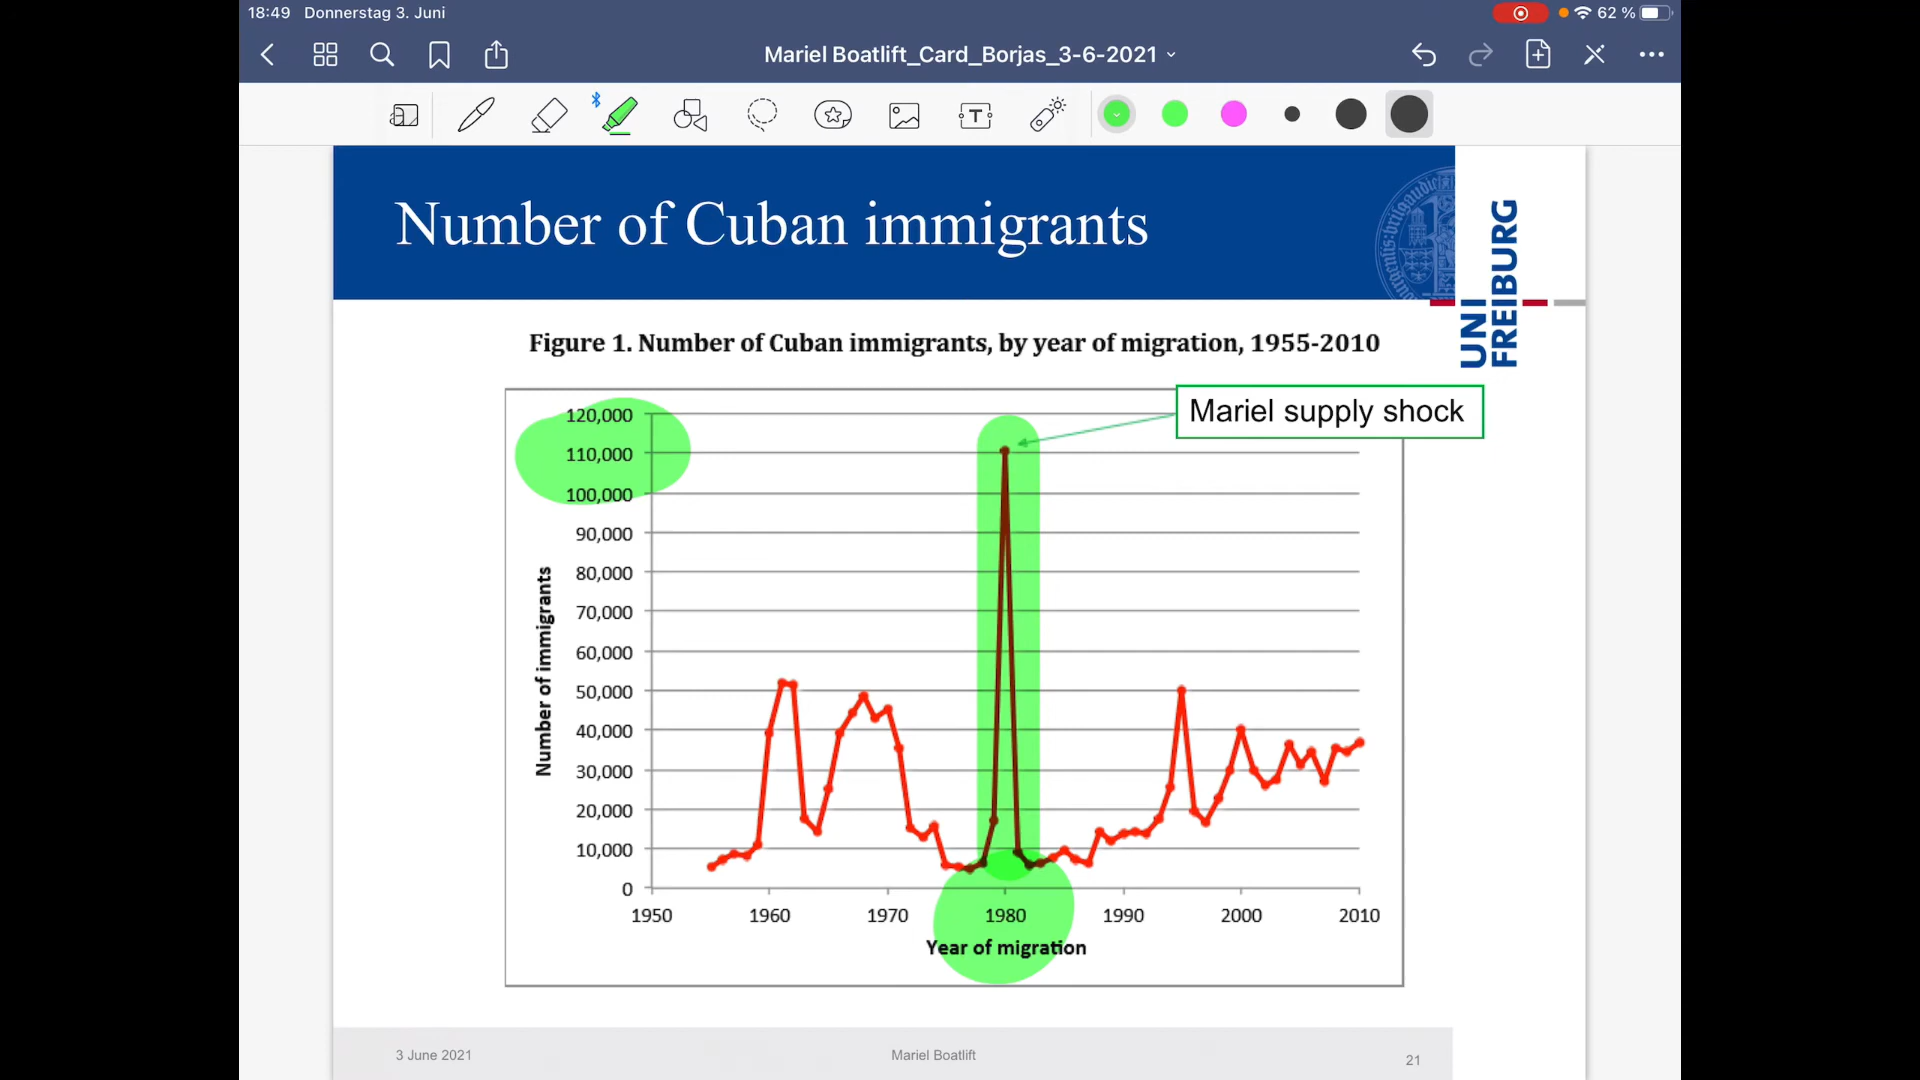 18:49 Donnerstag 3. Juni
62 %
Mariel Boatlift_Card_Borjas_3-6-2021
T
Number of Cuban immigrants
UNI
FREIBURG
Figure 1. Number of Cuban immigrants, by year of migration, 1955-2010
Mariel supply shock
120,000
110,000
100,000
90,000
80,000
70,000
60,000
50,000
40,000
30,000
20,000
10,000
0
Number of immigrants
1950 1960 1970 1980 1990 2000 2010
Year of migration
3 June 2021
Mariel Boatlift
21